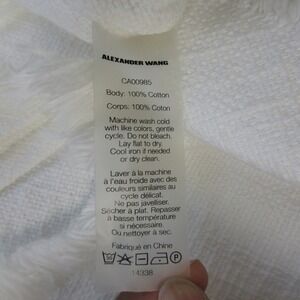 ALEXANDER WANG
CA00985
Body: 100% Cotton
Corps: 100% Coton
Machine wash cold
with like colors, gentle
cycle. Do not bleach.
Lay flat to dry.
Cool iron if needed
or dry clean.
Laver à la machine
à l'eau froide avec des
couleurs similaires au
cycle délicat.
Ne pas javeliser.
Sécher à plat. Repasser
à basse température
si nécessaire.
Ou nettoyer à sec.
Fabriqué en Chine
14338